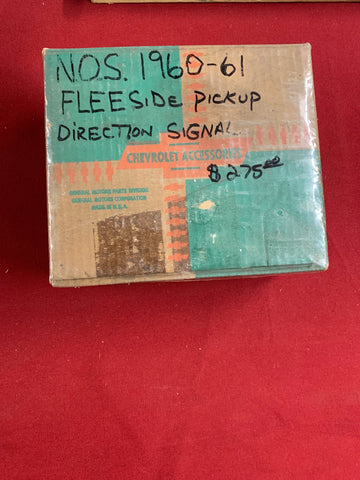 N.O.S. 1960-61
FLEESIDE PICKUP
DIRECTION SIGNAL
CHEVROLET ACCESSORIES
$275.00
GENERAL MOTORS PARTS DIVISION
GENERAL MOTORS CORPORATION
MADE IN U.S.A.